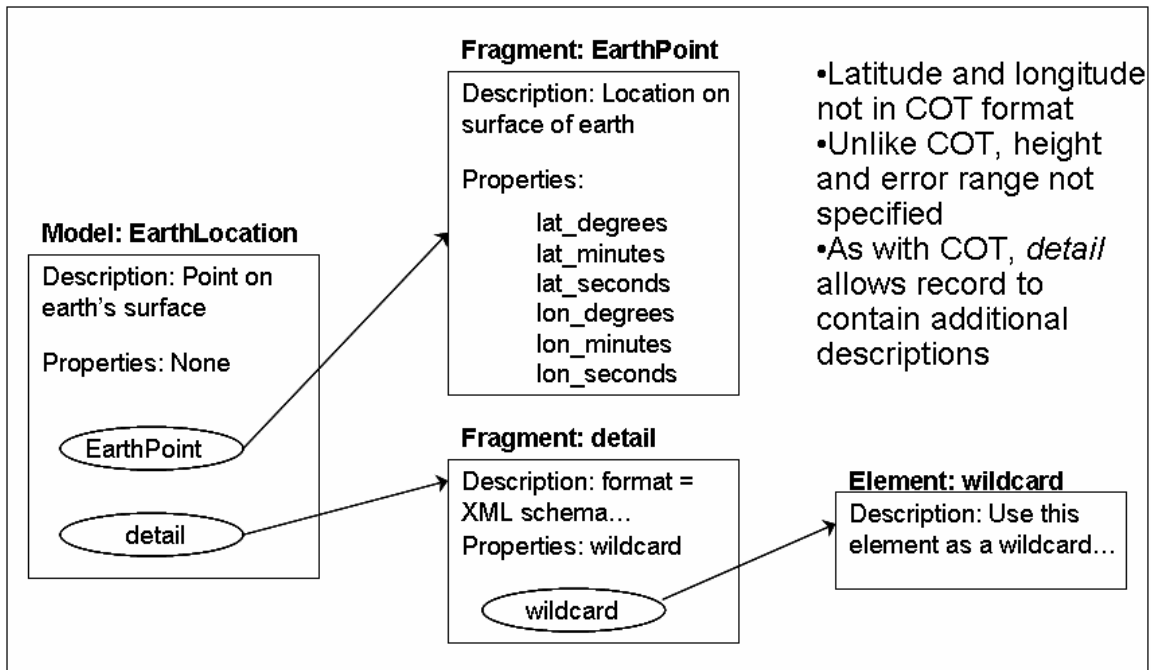 Model: EarthLocation
Description: Point on
earth's surface
Properties: None
EarthPoint
detail
Fragment: EarthPoint
Description: Location on
surface of earth
Properties:
lat_degrees
lat_minutes
lat_seconds
lon_degrees
lon_minutes
lon_seconds
Fragment: detail
Description: format =
XML schema…
Properties: wildcard
wildcard
Element: wildcard
Description: Use this
element as a wildcard…
•Latitude and longitude
not in COT format
•Unlike COT, height
and error range not
specified
•As with COT, detail
allows record to
contain additional
descriptions